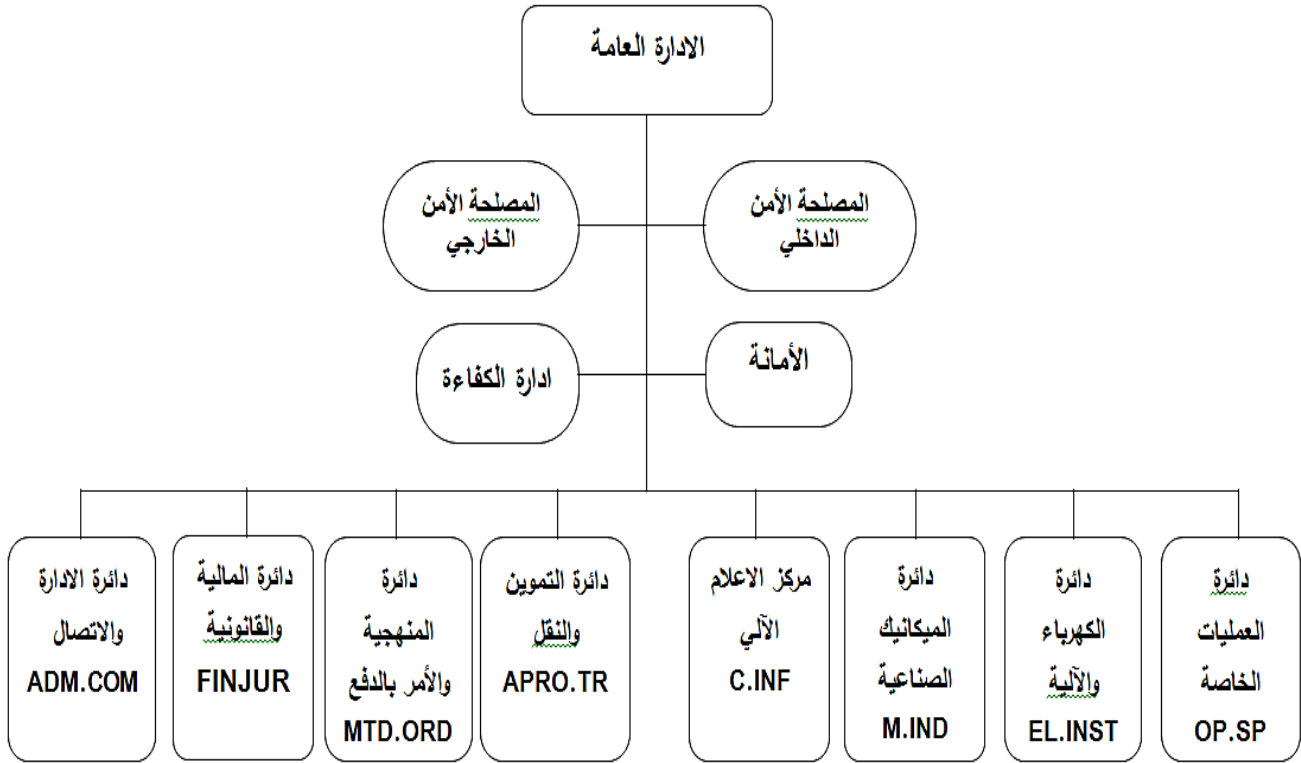 الادارة العامة
المصلحة الأمن
الداخلي
المصلحة الأمن
الخارجي
الأمانة
ادارة الكفاءة
دائرة
العمليات
الخاصة
OP.SP
دائرة
الكهرباء
والآلية
EL.INST
دائرة
الميكانيك
الصناعية
M.IND
مركز الاعلام
الآلي
C.INF
دائرة التموين
والنقل
APRO.TR
دائرة
المنهجية
والأمر بالدفع
MTD.ORD
دائرة المالية
والقانونية
FINJUR
دائرة الادارة
والاتصال
ADM.COM